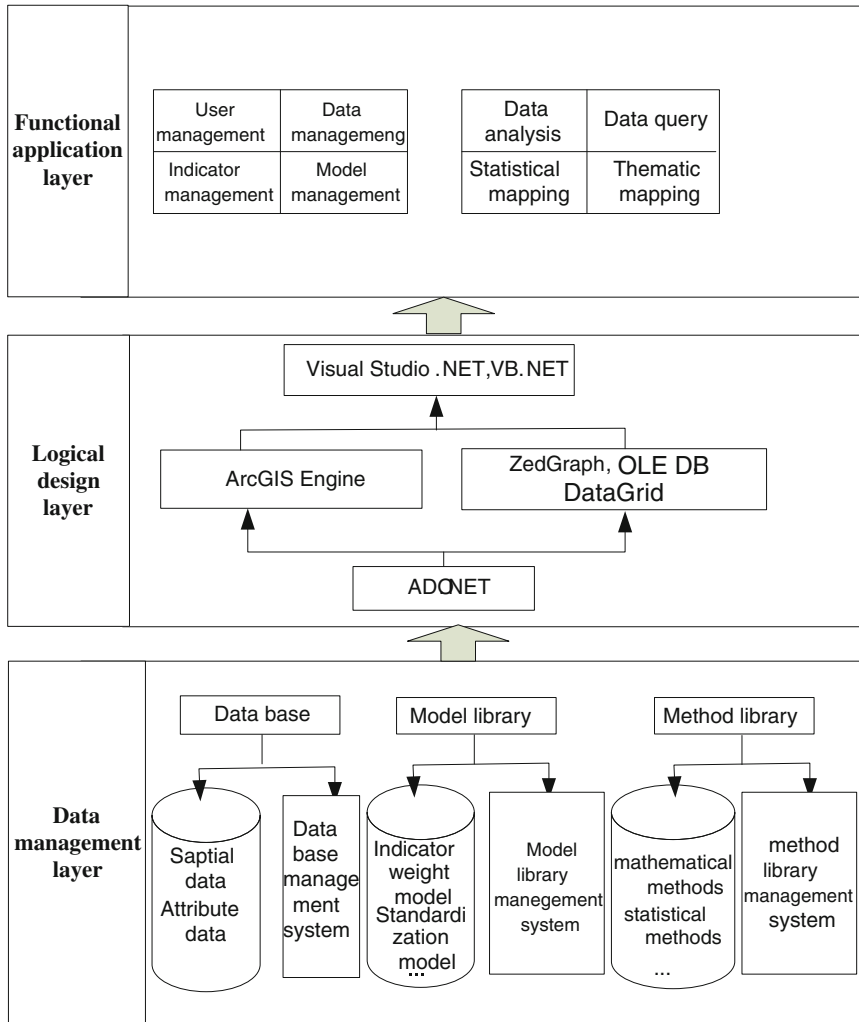 Functional
application
layer
User
management
Data
managemeng
Indicator
management
Model
management
Data
analysis
Data query
Statistical
mapping
Thematic
mapping
Logical
design
layer
Visual Studio .NET,VB.NET
ArcGIS Engine
ZedGraph, OLE DB
DataGrid
ADO.NET
Data
management
layer
Data base
Model library
Method library
Saptial
data
Attribute
data
Data
base
manage
ment
system
Indicator
weight
model
Standardi
zation
model
...
Model
library
manegement
system
mathematical
methods
statistical
methods
...
method
library
management
system